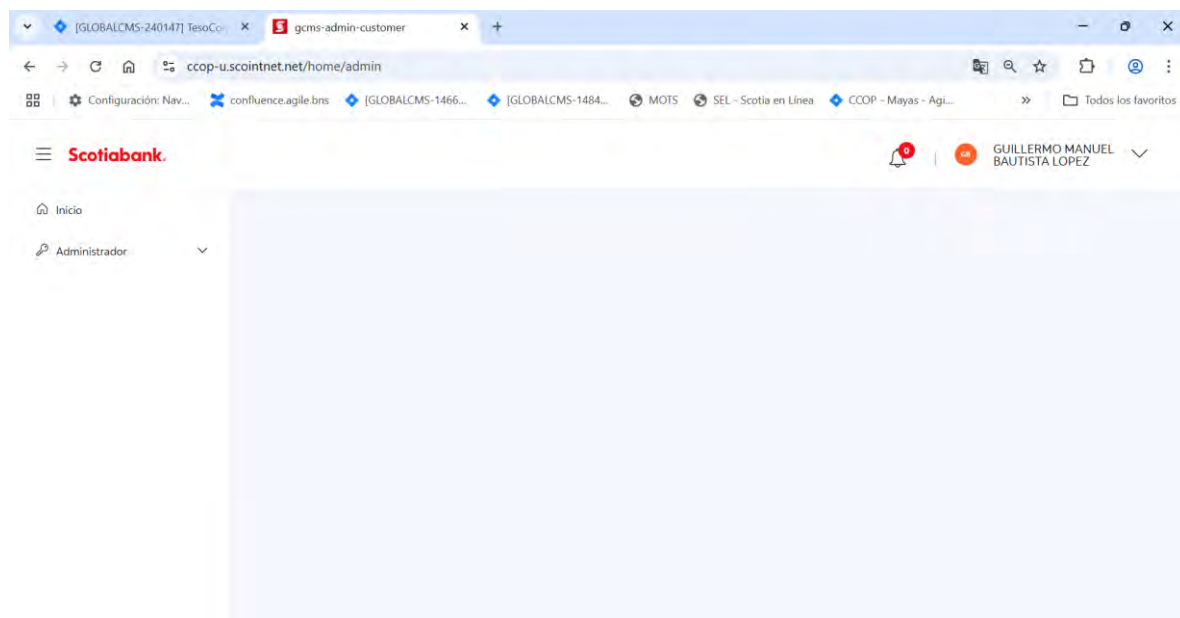 [GLOBALCMS-240147] TesoCo
gcms-admin-customer
ccop-u.scointnet.net/home/admin
Configuración: Nav...
confluence.agile.bns
[GLOBALCMS-1466...
[GLOBALCMS-1484...
MOTS
SEL - Scotia en Línea
CCOP - Mayas - Agi...
Todos los favoritos
Scotiabank.
0
GB
GUILLERMO MANUEL
BAUTISTA LOPEZ
Inicio
Administrador